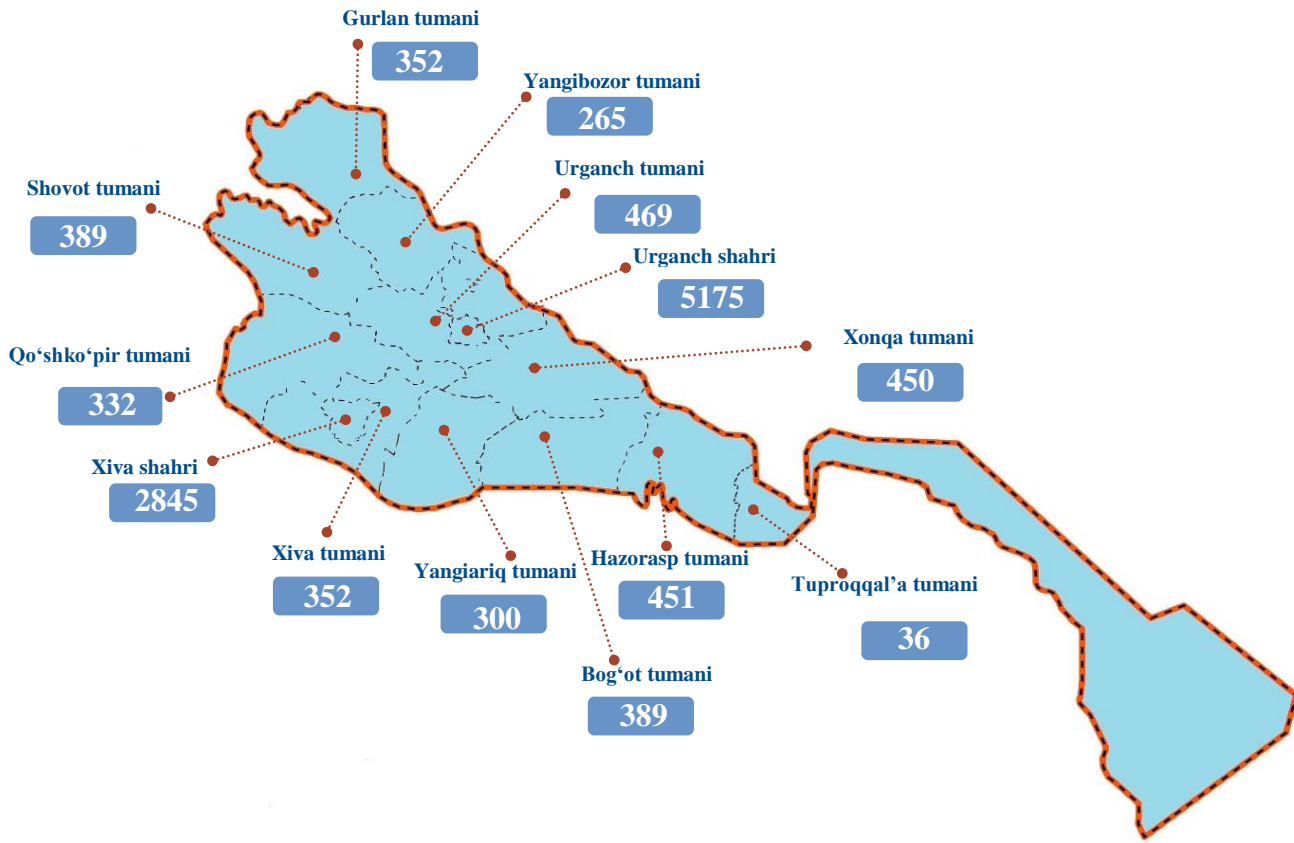 Gurlan tumani
352
Yangibozor tumani
265
Urganch tumani
469
Shovot tumani
389
Urganch shahri
5175
Xonqa tumani
450
Qo‘shko‘pir tumani
332
Xiva shahri
2845
Xiva tumani
352
Yangiariq tumani
300
Hazorasp tumani
451
Tuproqqal’a tumani
36
Bog‘ot tumani
389